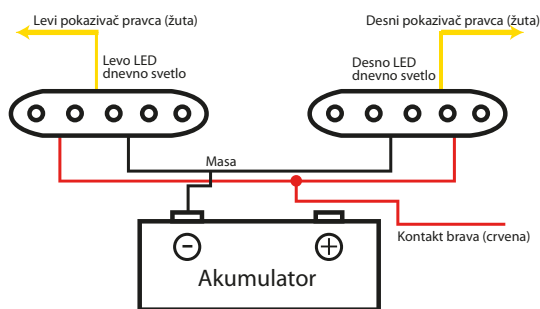 Levi pokazivač pravca (žuta)
Desni pokazivač pravca (žuta)
Levo LED
dnevno svetlo
Desno LED
dnevno svetlo
Masa
Kontakt brava (crvena)
Akumulator